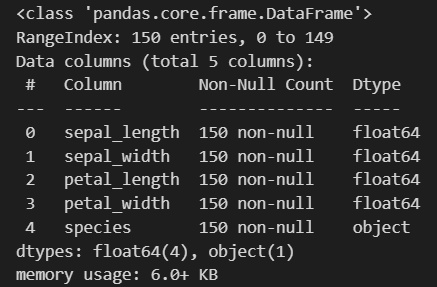 <class 'pandas.core.frame.DataFrame'>
RangeIndex: 150 entries, 0 to 149
Data columns (total 5 columns):
 #   Column        Non-Null Count  Dtype
---  ------        --------------  -----
 0   sepal_length  150 non-null    float64
 1   sepal_width   150 non-null    float64
 2   petal_length  150 non-null    float64
 3   petal_width   150 non-null    float64
 4   species       150 non-null    object
dtypes: float64(4), object(1)
memory usage: 6.0+ KB